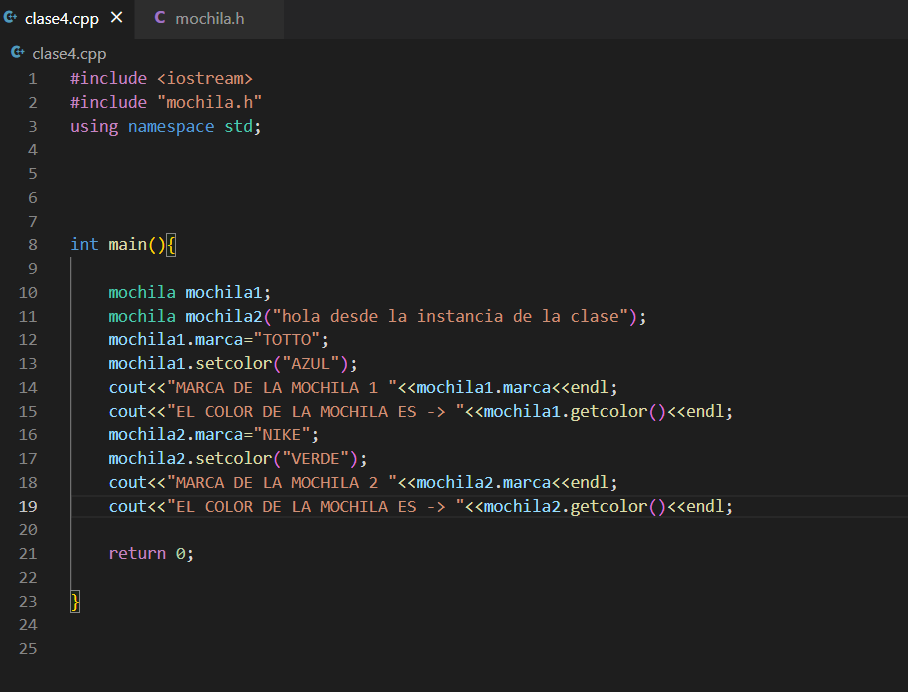 clase4.cpp mochila.h
clase4.cpp
1 #include <iostream>
2 #include "mochila.h"
3 using namespace std;
4
5
6
7
8 int main(){
9
10 mochila mochila1;
11 mochila mochila2("hola desde la instancia de la clase");
12 mochila1.marca="TOTTO";
13 mochila1.setcolor("AZUL");
14 cout<<"MARCA DE LA MOCHILA 1 "<<mochila1.marca<<endl;
15 cout<<"EL COLOR DE LA MOCHILA ES -> "<<mochila1.getcolor()<<endl;
16 mochila2.marca="NIKE";
17 mochila2.setcolor("VERDE");
18 cout<<"MARCA DE LA MOCHILA 2 "<<mochila2.marca<<endl;
19 cout<<"EL COLOR DE LA MOCHILA ES -> "<<mochila2.getcolor()<<endl;
20
21 return 0;
22
23 }
24
25